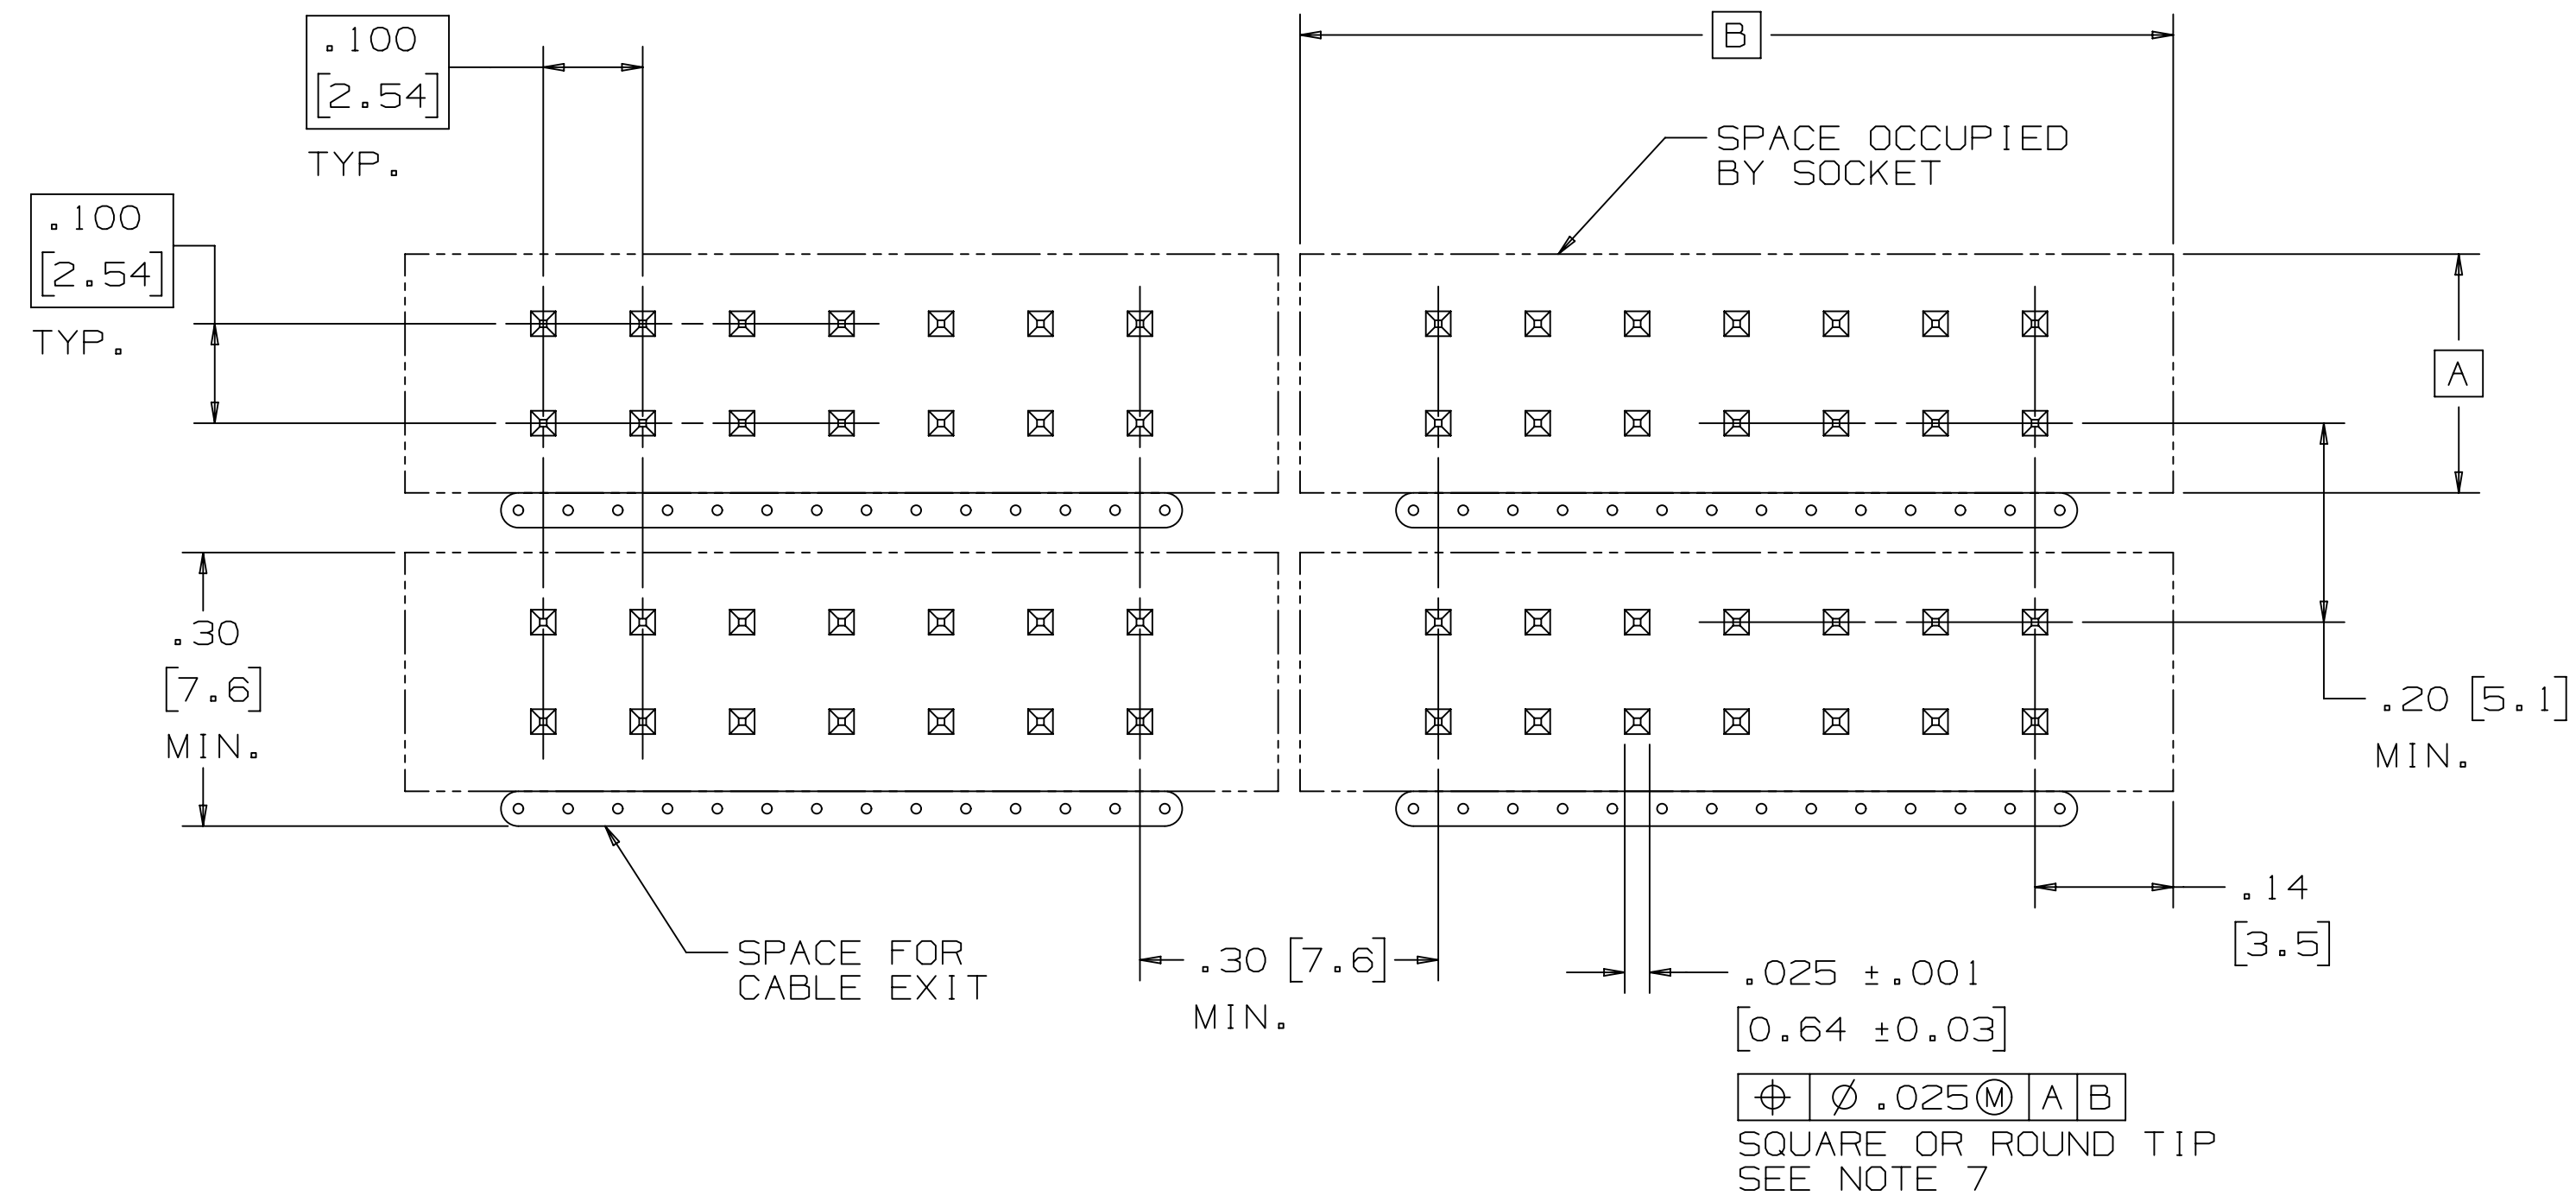 .100
[2.54]
TYP.
B
SPACE OCCUPIED
BY SOCKET
.100
[2.54]
TYP.
A
.30
[7.6]
MIN.
.20 [5.1]
MIN.
.14
[3.5]
SPACE FOR
CABLE EXIT
.30 [7.6]
MIN.
.025 ±.001
[0.64 ±0.03]
⌖ Ø .025 Ⓜ A B
SQUARE OR ROUND TIP
SEE NOTE 7